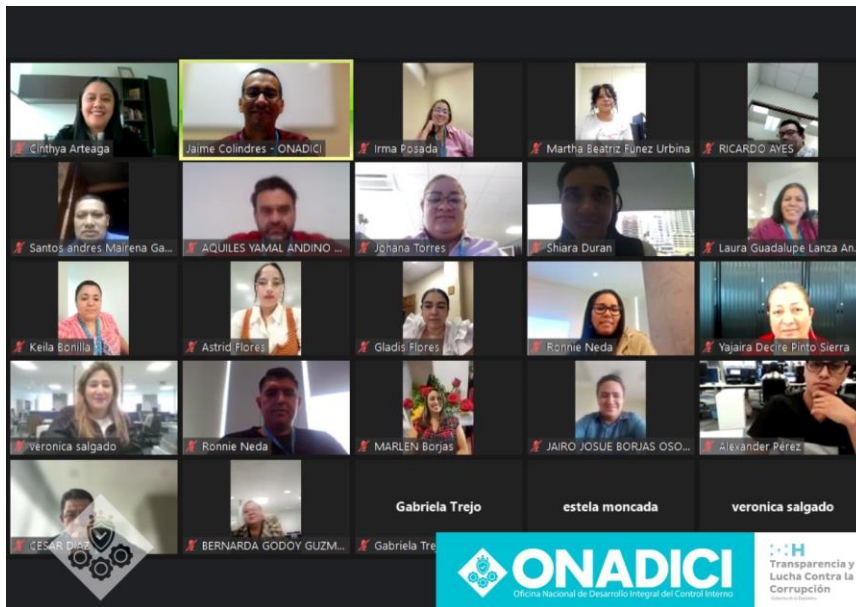 Cinthya Arteaga
Jaime Colindres - ONADICI
Irma Posada
Martha Beatriz Funez Urbina
RICARDO AYES
Santos andres Mairena Ga...
AQUILES YAMAL ANDINO ...
Johana Torres
Shiara Duran
Laura Guadalupe Lanza An...
Keila Bonilla
Astrid Flores
Gladis Flores
Ronnie Neda
Yajaira Decire Pinto Sierra
veronica salgado
Ronnie Neda
MARLEN Borjas
JAIRO JOSUE BORJAS OSO...
Alexander Pérez
CESAR DIAZ
BERNARDA GODOY GUZM...
Gabriela Trejo
Gabriela Tre
estela moncada
veronica salgado
ONADICI
Oficina Nacional de Desarrollo Integral del Control Interno
H
Transparencia y
Lucha Contra la
Corrupción